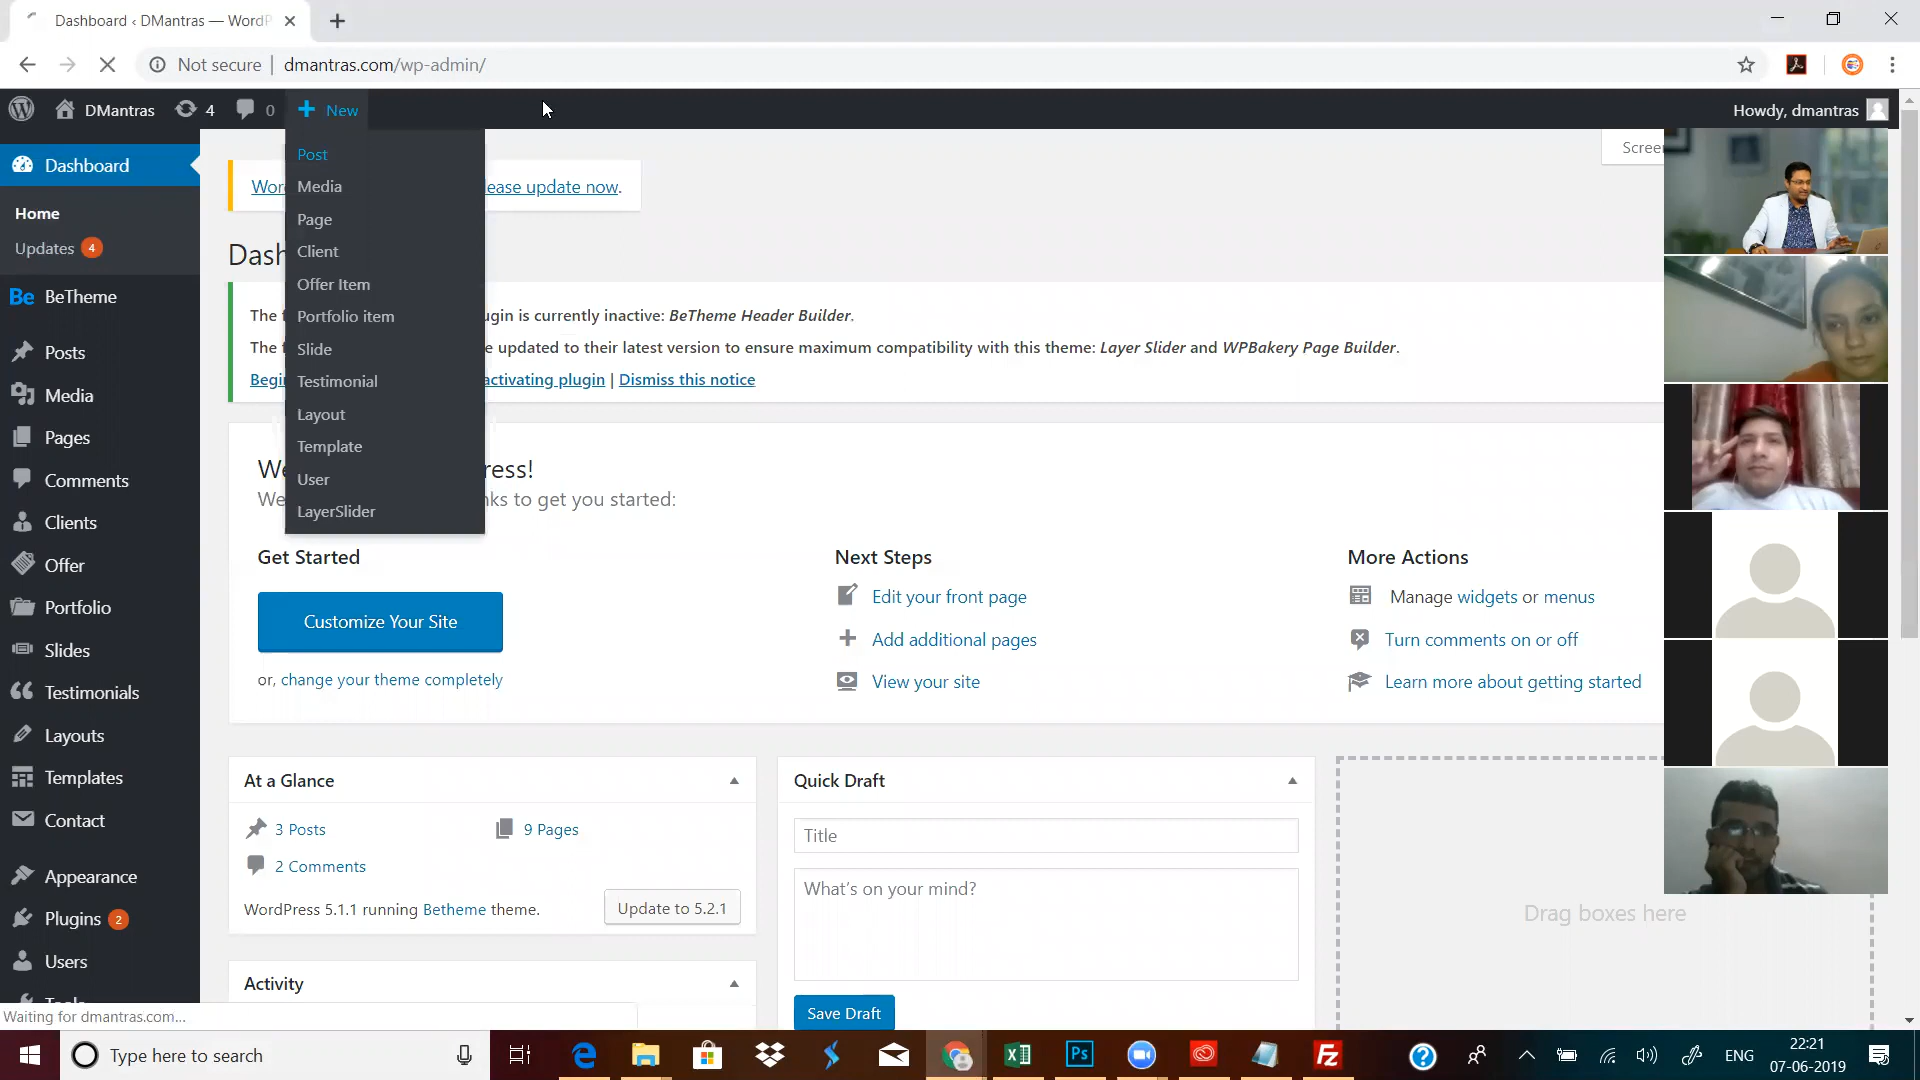 Dashboard ‹ DMantras — WordP
Not secure | dmantras.com/wp-admin/
DMantras 4 0 + New
Howdy, dmantras
Post
Media
Page
Client
Offer Item
Portfolio item
Slide
Testimonial
Layout
Template
User
LayerSlider
Dashboard
Home
Updates 4
BeTheme
Posts
Media
Pages
Comments
Clients
Offer
Portfolio
Slides
Testimonials
Layouts
Templates
Contact
Appearance
Plugins 2
Users
Scree
Wor lease update now.
Dash
The f ugin is currently inactive: BeTheme Header Builder.
The f e updated to their latest version to ensure maximum compatibility with this theme: Layer Slider and WPBakery Page Builder.
Begi activating plugin | Dismiss this notice
We ress!
We nks to get you started:
Get Started
Customize Your Site
or, change your theme completely
Next Steps
Edit your front page
Add additional pages
View your site
More Actions
Manage widgets or menus
Turn comments on or off
Learn more about getting started
At a Glance
3 Posts
9 Pages
2 Comments
WordPress 5.1.1 running Betheme theme.
Update to 5.2.1
Activity
Quick Draft
Title
What's on your mind?
Save Draft
Drag boxes here
Waiting for dmantras.com...
Type here to search
ENG
22:21
07-06-2019